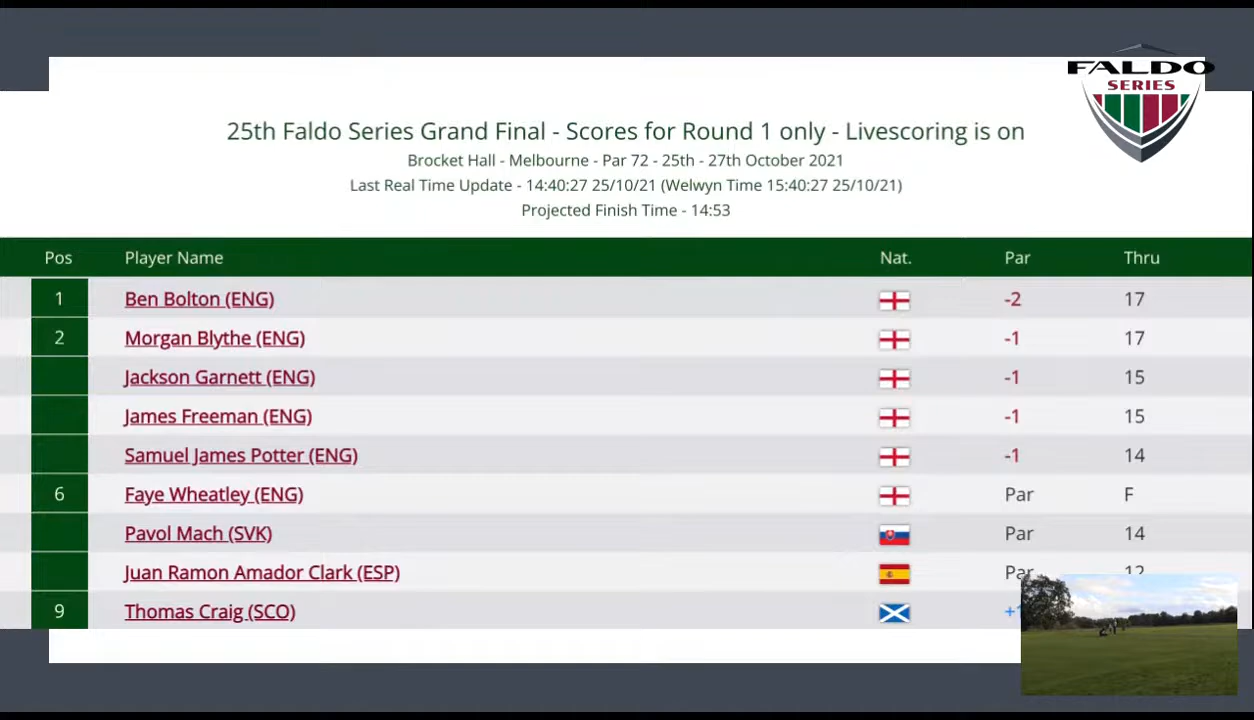 FALDO
SERIES
25th Faldo Series Grand Final - Scores for Round 1 only - Livescoring is on
Brocket Hall - Melbourne - Par 72 - 25th - 27th October 2021
Last Real Time Update - 14:40:27 25/10/21 (Welwyn Time 15:40:27 25/10/21)
Projected Finish Time - 14:53
Pos Player Name Nat. Par Thru
1 Ben Bolton (ENG) -2 17
2 Morgan Blythe (ENG) -1 17
Jackson Garnett (ENG) -1 15
James Freeman (ENG) -1 15
Samuel James Potter (ENG) -1 14
6 Faye Wheatley (ENG) Par F
Pavol Mach (SVK) Par 14
Juan Ramon Amador Clark (ESP) Par 12
9 Thomas Craig (SCO)